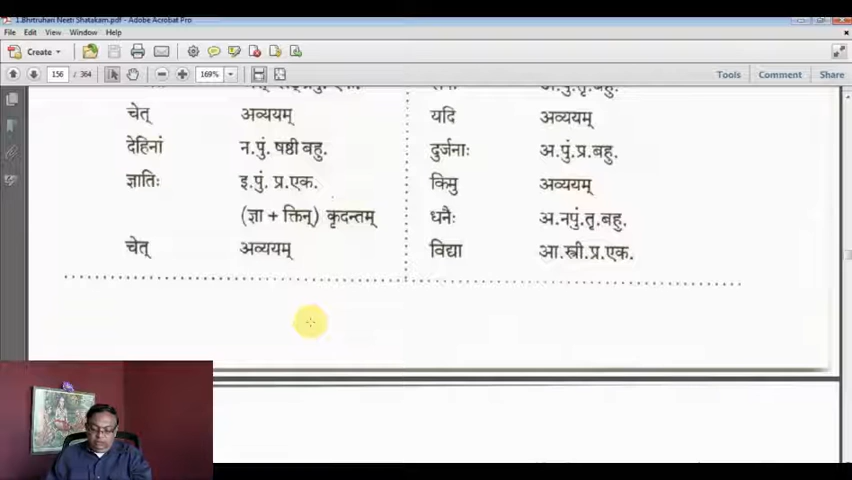 1.Bhitruhari Neeti Shatakam.pdf - Adobe Acrobat Pro
File Edit View Window Help
Create
156 / 364 169% Tools Comment Share
चेत् अव्ययम्
देहिनां न.पुं. षष्ठी बहु.
ज्ञातिः इ.पुं. प्र.एक.
(ज्ञा + क्तिन्) कृदन्तम्
चेत् अव्ययम्
यदि अव्ययम्
दुर्जनाः अ.पुं.प्र.बहु.
किमु अव्ययम्
धनैः अ.नपुं.तृ.बहु.
विद्या आ.स्त्री.प्र.एक.